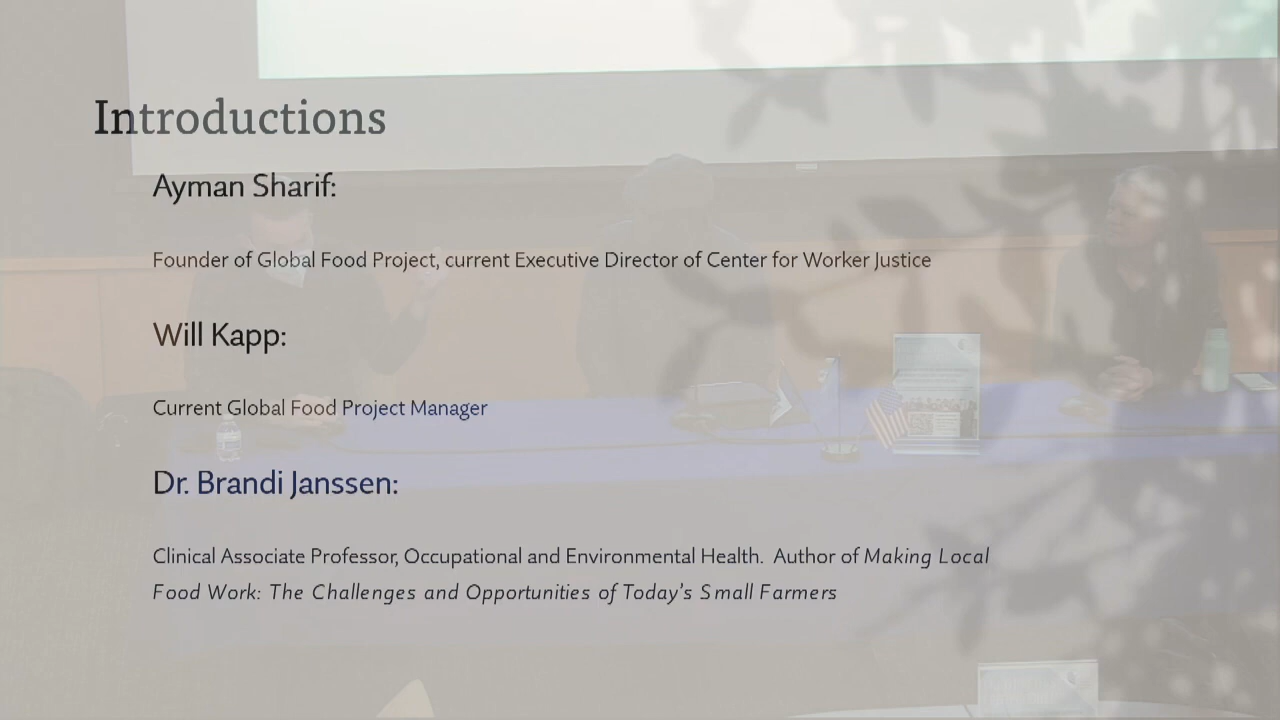 Introductions
Ayman Sharif:
Founder of Global Food Project, current Executive Director of Center for Worker Justice
Will Kapp:
Current Global Food Project Manager
Dr. Brandi Janssen:
Clinical Associate Professor, Occupational and Environmental Health.  Author of Making Local
Food Work: The Challenges and Opportunities of Today's Small Farmers